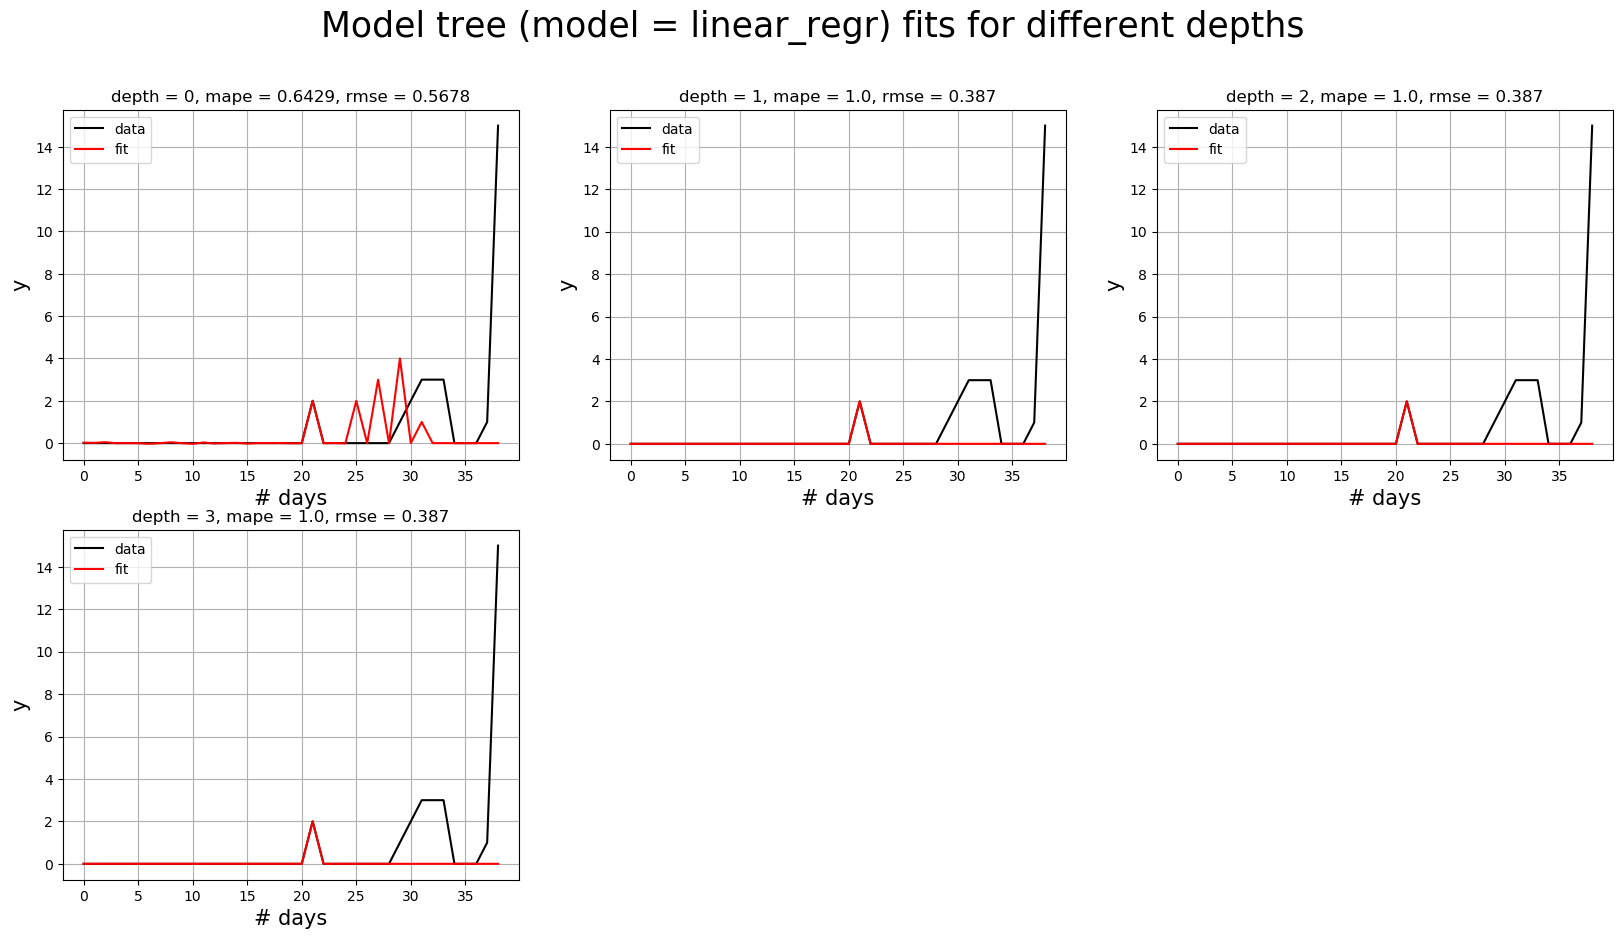 Model tree (model = linear_regr) fits for different depths
depth = 0, mape = 0.6429, rmse = 0.5678
data
fit
y
14
12
10
8
6
4
2
0
0 5 10 15 20 25 30 35
# days
depth = 1, mape = 1.0, rmse = 0.387
data
fit
y
14
12
10
8
6
4
2
0
0 5 10 15 20 25 30 35
# days
depth = 2, mape = 1.0, rmse = 0.387
data
fit
y
14
12
10
8
6
4
2
0
0 5 10 15 20 25 30 35
# days
depth = 3, mape = 1.0, rmse = 0.387
data
fit
y
14
12
10
8
6
4
2
0
0 5 10 15 20 25 30 35
# days